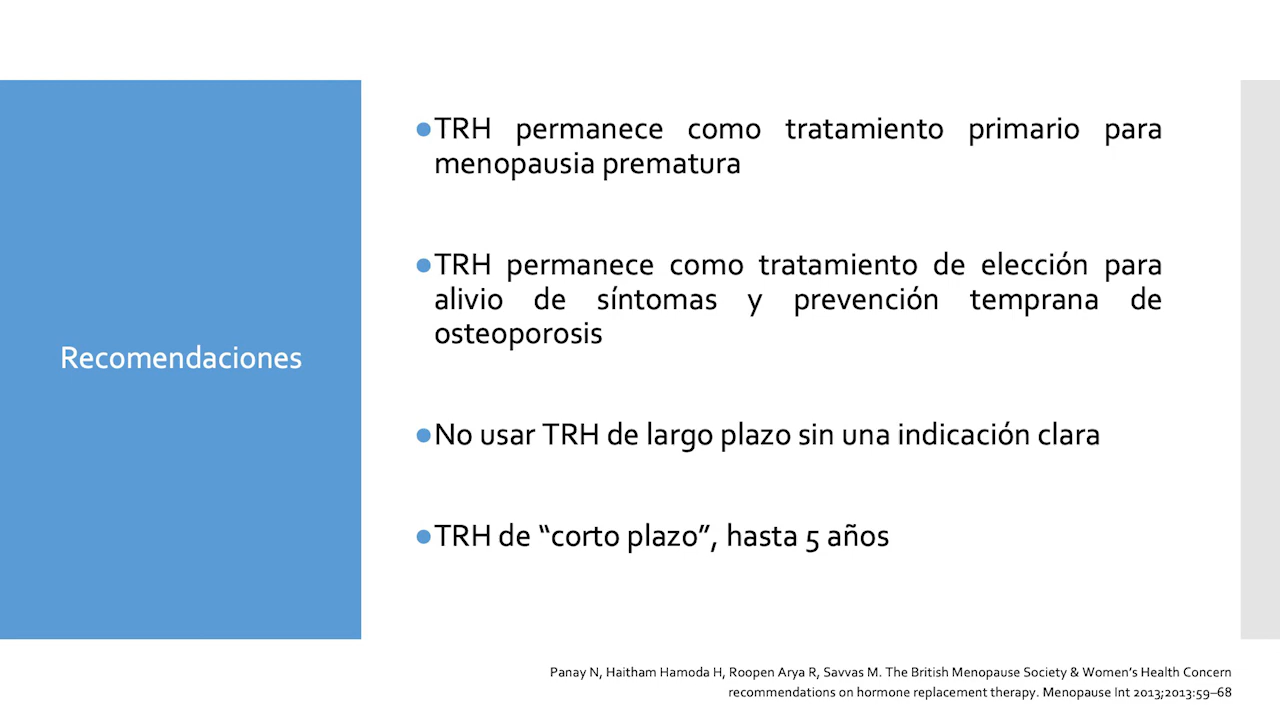 Recomendaciones
●TRH permanece como tratamiento primario para
menopausia prematura
●TRH permanece como tratamiento de elección para
alivio de síntomas y prevención temprana de
osteoporosis
●No usar TRH de largo plazo sin una indicación clara
●TRH de “corto plazo”, hasta 5 años
Panay N, Haitham Hamoda H, Roopen Arya R, Savvas M. The British Menopause Society & Women’s Health Concern
recommendations on hormone replacement therapy. Menopause Int 2013;2013:59–68